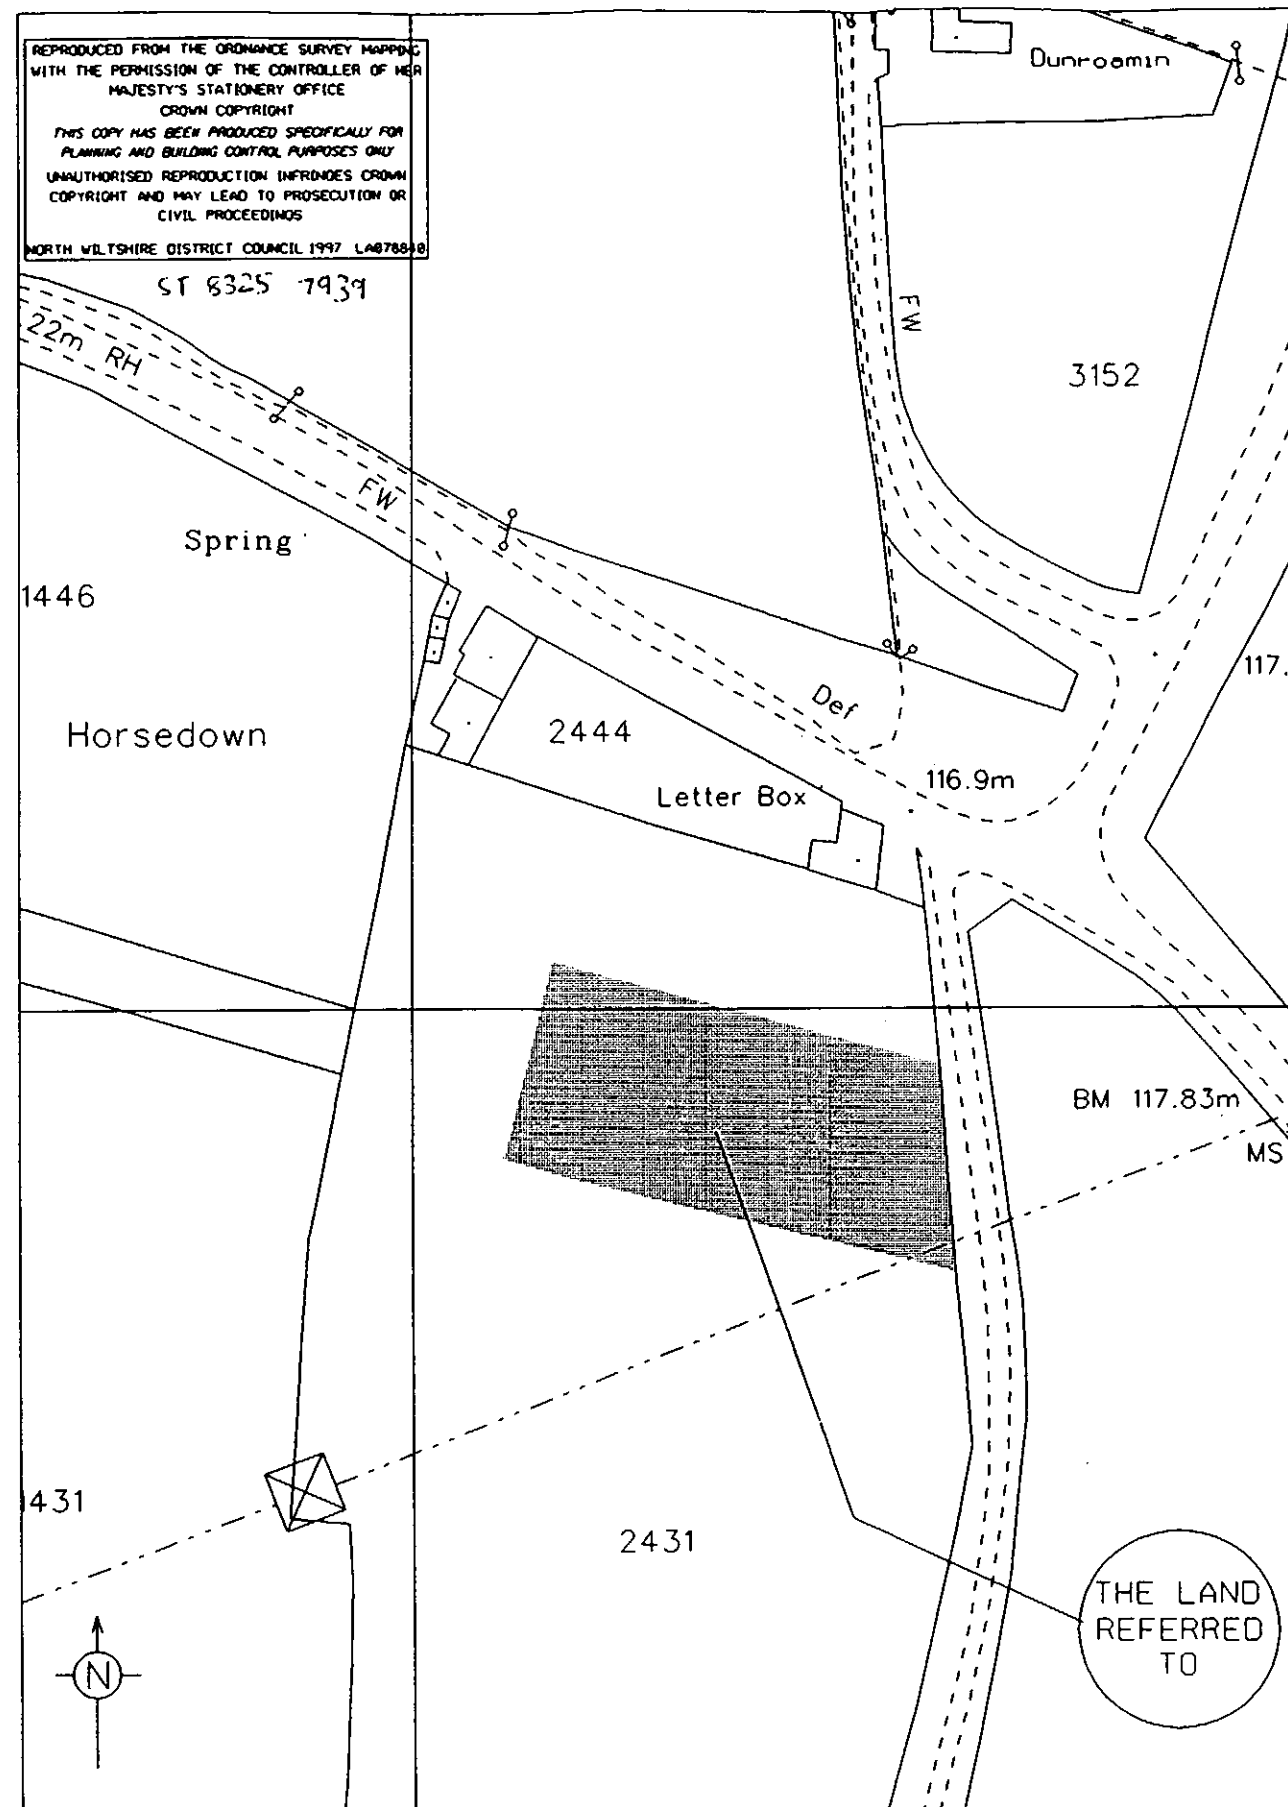 REPRODUCED FROM THE ORDNANCE SURVEY MAPPING
WITH THE PERMISSION OF THE CONTROLLER OF HER
MAJESTY'S STATIONERY OFFICE
CROWN COPYRIGHT
THIS COPY HAS BEEN PRODUCED SPECIFICALLY FOR
PLANNING AND BUILDING CONTROL PURPOSES ONLY
UNAUTHORISED REPRODUCTION INFRINGES CROWN
COPYRIGHT AND MAY LEAD TO PROSECUTION OR
CIVIL PROCEEDINGS
NORTH WILTSHIRE DISTRICT COUNCIL 1997
ST 8325 7939
Dunroamin
22m RH
FW
3152
FW
Spring
1446
117.
Def
Horsedown
2444
116.9m
Letter Box
BM 117.83m
MS
1431
2431
THE LAND
REFERRED
TO
N